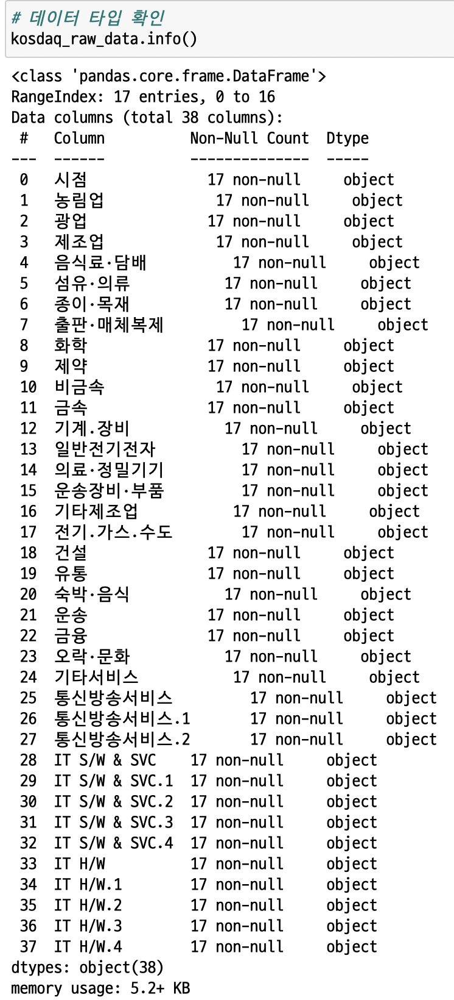 # 데이터 타입 확인
kosdaq_raw_data.info()
<class 'pandas.core.frame.DataFrame'>
RangeIndex: 17 entries, 0 to 16
Data columns (total 38 columns):
 #   Column          Non-Null Count  Dtype
---  ------          --------------  -----
 0   시점              17 non-null     object
 1   농림업             17 non-null     object
 2   광업              17 non-null     object
 3   제조업             17 non-null     object
 4   음식료·담배          17 non-null     object
 5   섬유·의류           17 non-null     object
 6   종이·목재           17 non-null     object
 7   출판·매체복제         17 non-null     object
 8   화학              17 non-null     object
 9   제약              17 non-null     object
 10  비금속             17 non-null     object
 11  금속              17 non-null     object
 12  기계.장비           17 non-null     object
 13  일반전기전자          17 non-null     object
 14  의료·정밀기기         17 non-null     object
 15  운송장비·부품         17 non-null     object
 16  기타제조업           17 non-null     object
 17  전기.가스.수도        17 non-null     object
 18  건설              17 non-null     object
 19  유통              17 non-null     object
 20  숙박·음식           17 non-null     object
 21  운송              17 non-null     object
 22  금융              17 non-null     object
 23  오락·문화           17 non-null     object
 24  기타서비스           17 non-null     object
 25  통신방송서비스         17 non-null     object
 26  통신방송서비스.1       17 non-null     object
 27  통신방송서비스.2       17 non-null     object
 28  IT S/W & SVC    17 non-null     object
 29  IT S/W & SVC.1  17 non-null     object
 30  IT S/W & SVC.2  17 non-null     object
 31  IT S/W & SVC.3  17 non-null     object
 32  IT S/W & SVC.4  17 non-null     object
 33  IT H/W          17 non-null     object
 34  IT H/W.1        17 non-null     object
 35  IT H/W.2        17 non-null     object
 36  IT H/W.3        17 non-null     object
 37  IT H/W.4        17 non-null     object
dtypes: object(38)
memory usage: 5.2+ KB